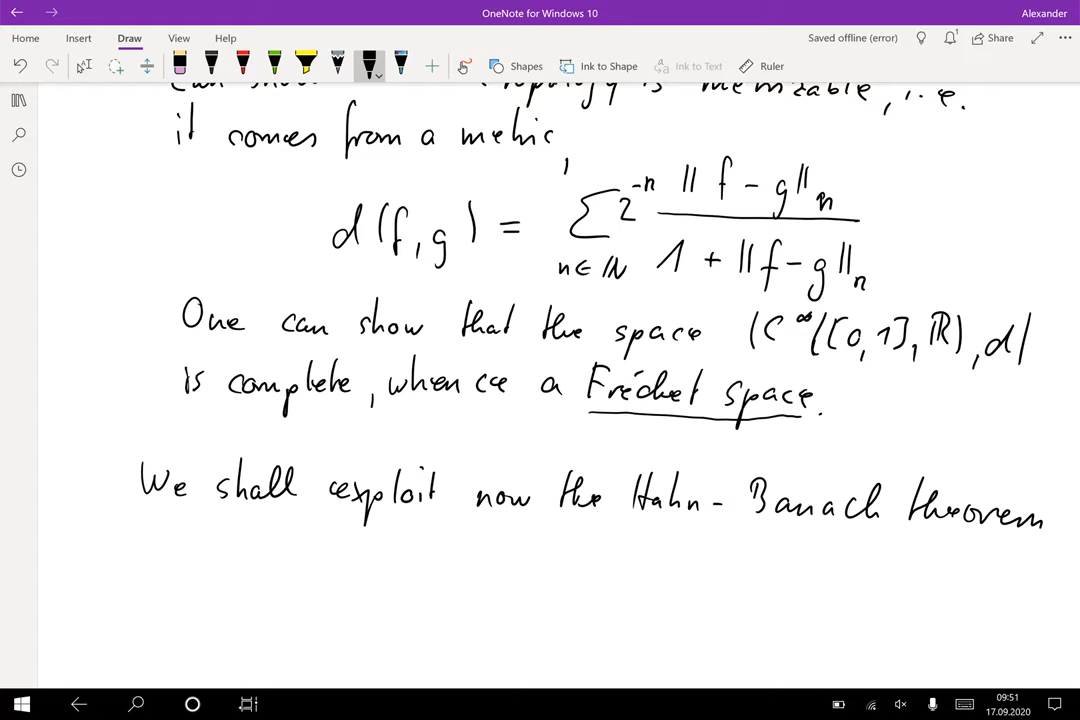 OneNote for Windows 10
Alexander
Home Insert Draw View Help
Saved offline (error) Share
Shapes Ink to Shape Ink to Text Ruler
is metrizable, i.e.
it comes from a metric,
d(f,g) = ∑_{n∈ℕ} 2^{-n} ‖f-g‖_n / (1 + ‖f-g‖_n)
One can show that the space (C^∞([0,1],ℝ),d)
is complete, whence a Fréchet space.
We shall exploit now the Hahn-Banach theorem
09:51
17.09.2020